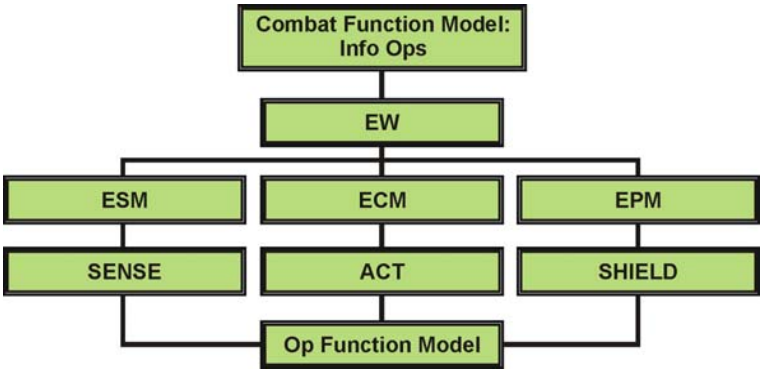 Combat Function Model:
Info Ops
EW
ESM
ECM
EPM
SENSE
ACT
SHIELD
Op Function Model